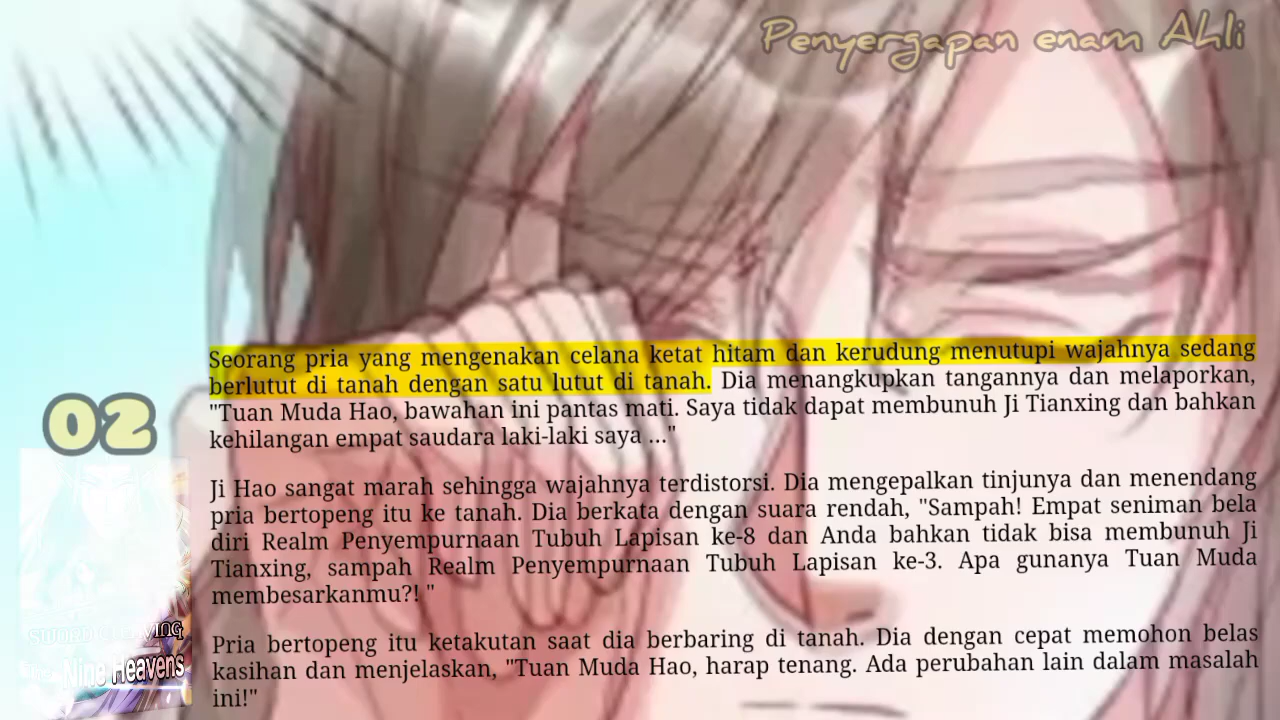 Penyergapan enam Ahli
Seorang pria yang mengenakan celana ketat hitam dan kerudung menutupi wajahnya sedang
berlutut di tanah dengan satu lutut di tanah. Dia menangkupkan tangannya dan melaporkan,
"Tuan Muda Hao, bawahan ini pantas mati. Saya tidak dapat membunuh Ji Tianxing dan bahkan
kehilangan empat saudara laki-laki saya ..."
Ji Hao sangat marah sehingga wajahnya terdistorsi. Dia mengepalkan tinjunya dan menendang
pria bertopeng itu ke tanah. Dia berkata dengan suara rendah, "Sampah! Empat seniman bela
diri Realm Penyempurnaan Tubuh Lapisan ke-8 dan Anda bahkan tidak bisa membunuh Ji
Tianxing, sampah Realm Penyempurnaan Tubuh Lapisan ke-3. Apa gunanya Tuan Muda
membesarkanmu?! "
Pria bertopeng itu ketakutan saat dia berbaring di tanah. Dia dengan cepat memohon belas
kasihan dan menjelaskan, "Tuan Muda Hao, harap tenang. Ada perubahan lain dalam masalah
ini!"
02
Nine Heavens